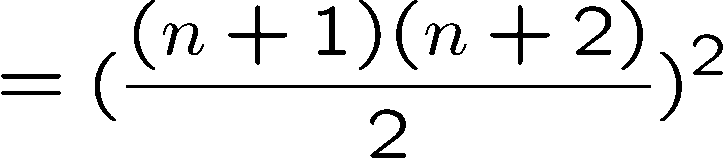 $= (\frac{(n+1)(n+2)}{2})^2$